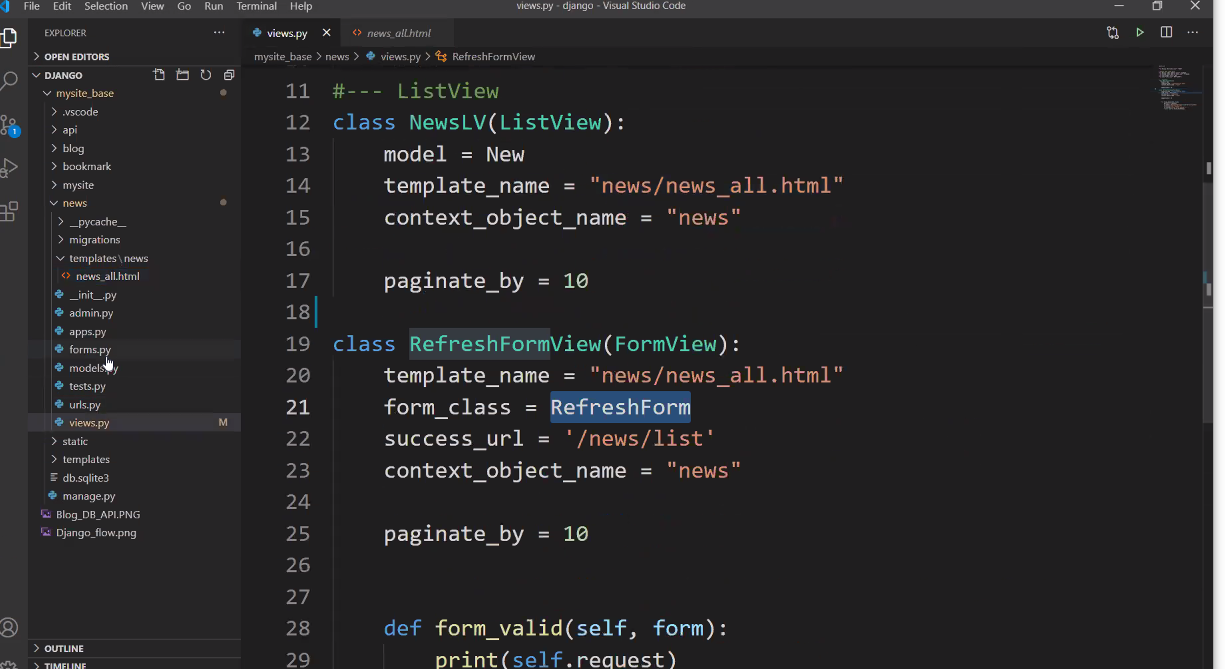 File Edit Selection View Go Run Terminal Help
views.py - django - Visual Studio Code
EXPLORER ...
OPEN EDITORS
DJANGO
mysite_base
.vscode
api
blog
bookmark
mysite
news
__pycache__
migrations
templates\news
news_all.html
__init__.py
admin.py
apps.py
forms.py
models.py
tests.py
urls.py
views.py M
static
templates
db.sqlite3
manage.py
Blog_DB_API.PNG
Django_flow.png
OUTLINE
TIMELINE
1
views.py news_all.html
mysite_base > news > views.py > RefreshFormView
11 #--- ListView
12 class NewsLV(ListView):
13 model = New
14 template_name = "news/news_all.html"
15 context_object_name = "news"
16
17 paginate_by = 10
18
19 class RefreshFormView(FormView):
20 template_name = "news/news_all.html"
21 form_class = RefreshForm
22 success_url = '/news/list'
23 context_object_name = "news"
24
25 paginate_by = 10
26
27
28 def form_valid(self, form):
29 print(self.request)